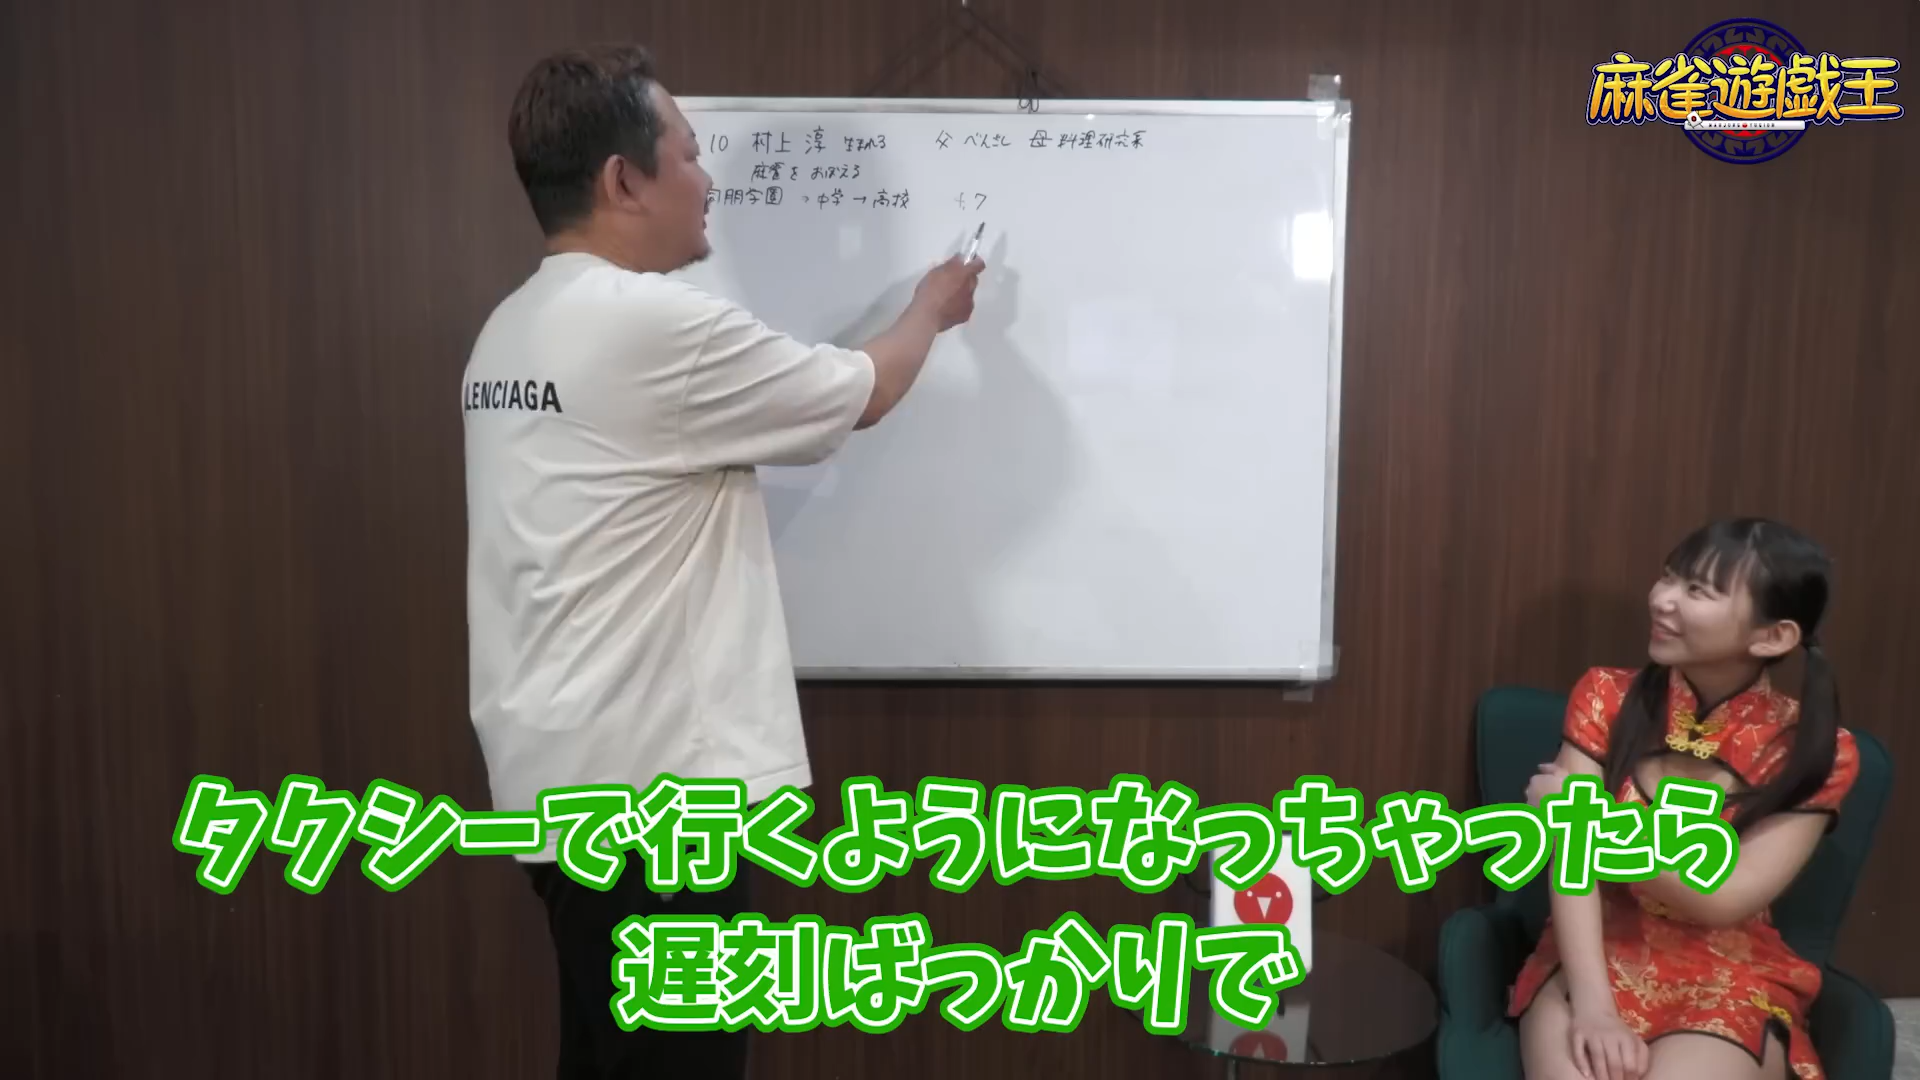 麻雀遊戯王
10 村上 淳 生まれる 父 べんごし 母 料理研究家
麻雀を おぼえる
桐朋学園 → 中学 → 高校
LENCIAGA
タクシーで行くようになっちゃったら
遅刻ばっかりで